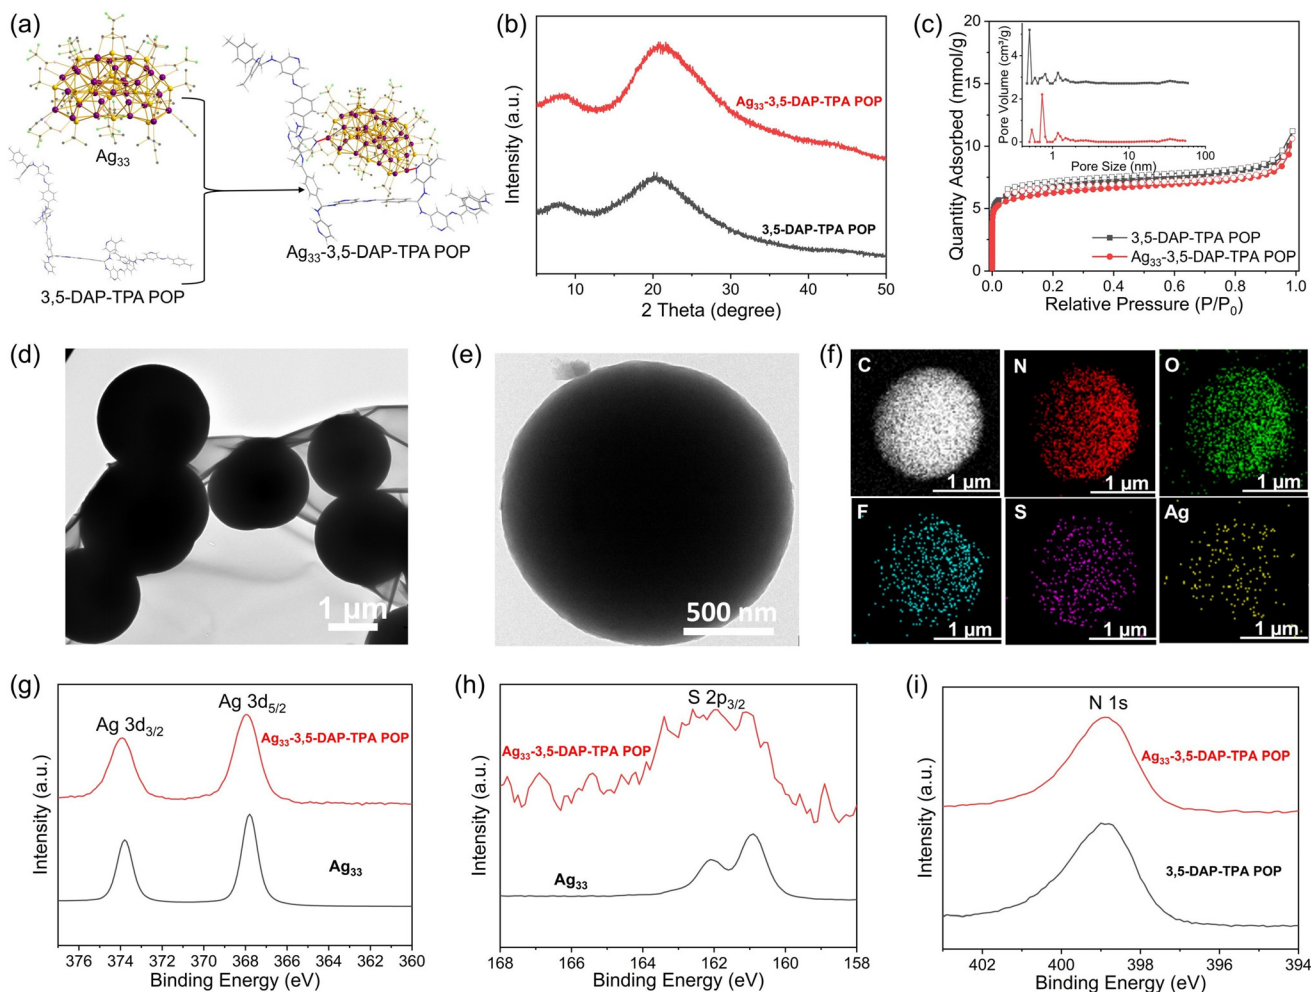 (a)
Ag33
3,5-DAP-TPA POP
Ag33-3,5-DAP-TPA POP
(b)
Intensity (a.u.)
Ag33-3,5-DAP-TPA POP
3,5-DAP-TPA POP
10 20 30 40 50
2 Theta (degree)
(c)
Quantity Adsorbed (mmol/g)
20
15
10
5
0
Pore Volume (cm³/g)
4
2
0
1 10 100
Pore Size (nm)
3,5-DAP-TPA POP
Ag33-3,5-DAP-TPA POP
0.0 0.2 0.4 0.6 0.8 1.0
Relative Pressure (P/P0)
(d)
1 µm
(e)
500 nm
(f)
C
1 µm
N
1 µm
O
1 µm
F
1 µm
S
1 µm
Ag
1 µm
(g)
Intensity (a.u.)
Ag 3d3/2
Ag 3d5/2
Ag33-3,5-DAP-TPA POP
Ag33
376 374 372 370 368 366 364 362 360
Binding Energy (eV)
(h)
Intensity (a.u.)
S 2p3/2
Ag33-3,5-DAP-TPA POP
Ag33
168 166 164 162 160 158
Binding Energy (eV)
(i)
Intensity (a.u.)
N 1s
Ag33-3,5-DAP-TPA POP
3,5-DAP-TPA POP
402 400 398 396 394
Binding Energy (eV)